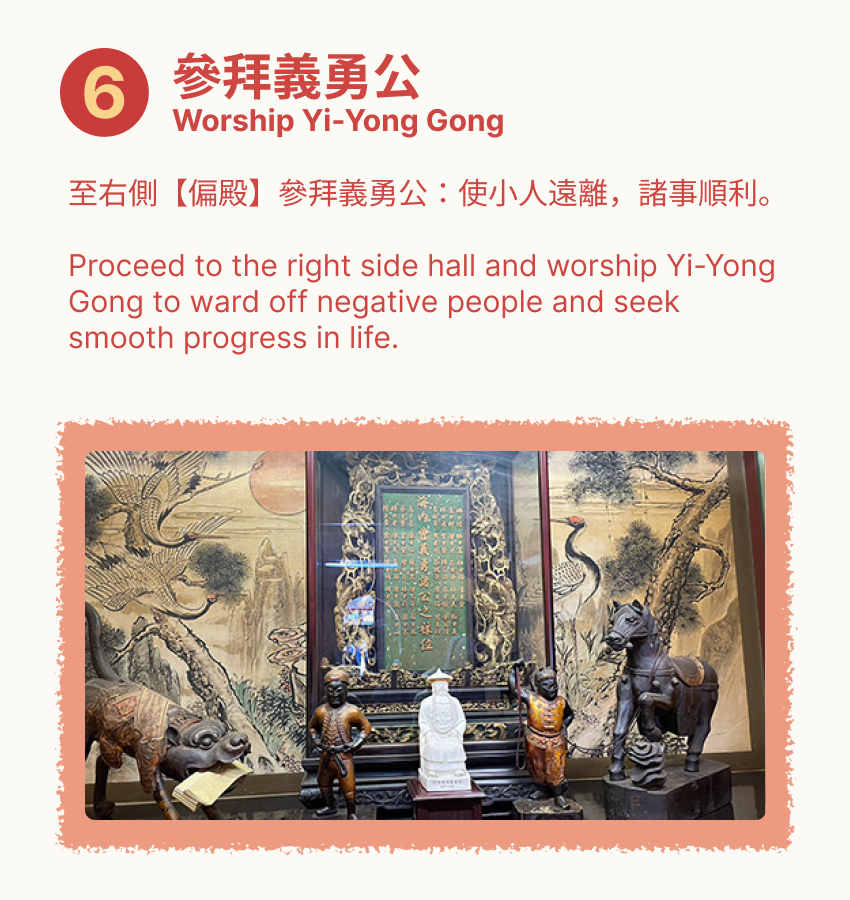 6
參拜義勇公
Worship Yi-Yong Gong
至右側【偏殿】參拜義勇公：使小人遠離，諸事順利。
Proceed to the right side hall and worship Yi-Yong
Gong to ward off negative people and seek
smooth progress in life.